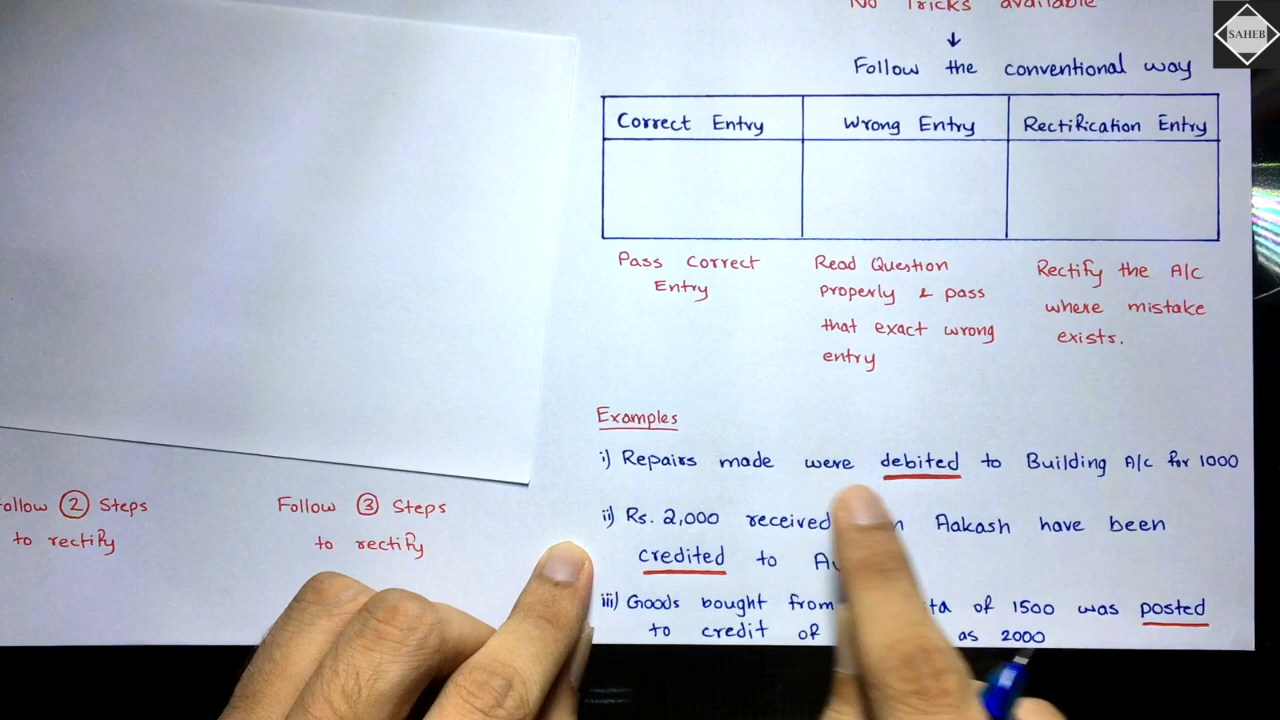 No Tricks available
↓
Follow the conventional way
Correct Entry
Wrong Entry
Rectification Entry
Pass Correct
Entry
Read Question
properly & pass
that exact wrong
entry
Rectify the A/c
where mistake
exists.
Examples
i) Repairs made were debited to Building A/c for 1000
ii) Rs. 2,000 received Aakash have been
credited to
iii) Goods bought from of 1500 was posted
to credit of as 2000
Follow 2 Steps
to rectify
Follow 3 Steps
to rectify
SAHEB